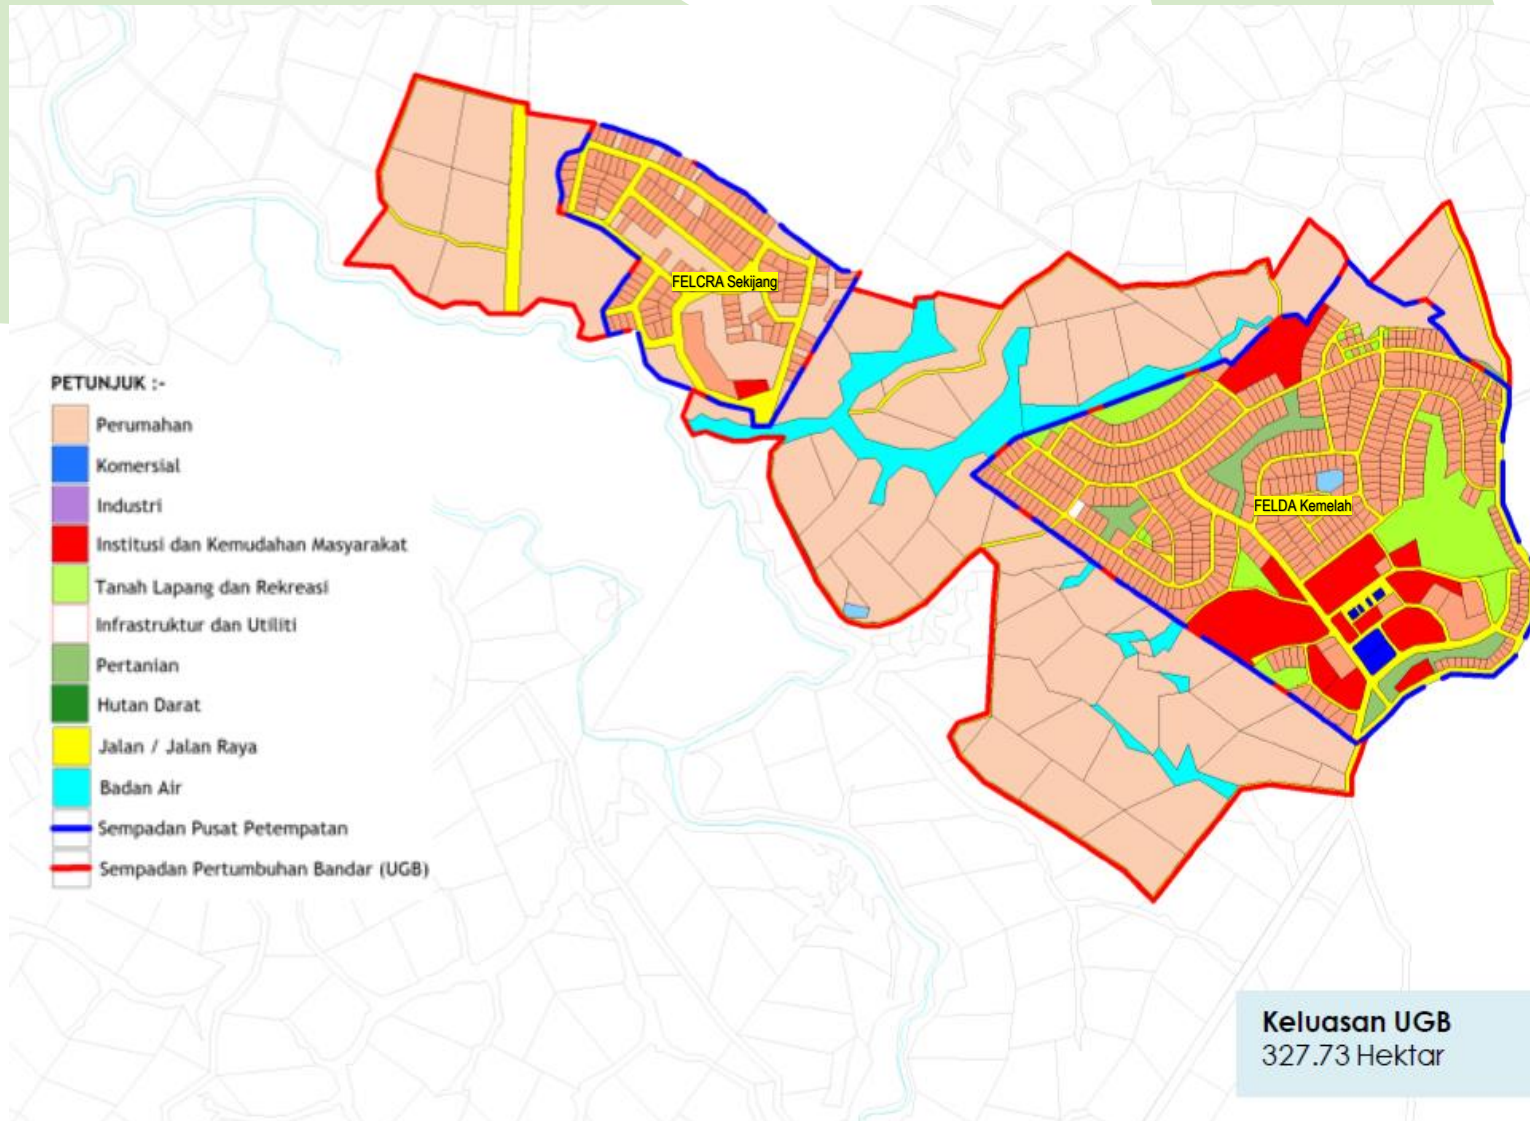 FELCRA Sekijang
FELDA Kemelah
PETUNJUK :-
Perumahan
Komersial
Industri
Institusi dan Kemudahan Masyarakat
Tanah Lapang dan Rekreasi
Infrastruktur dan Utiliti
Pertanian
Hutan Darat
Jalan / Jalan Raya
Badan Air
Sempadan Pusat Petempatan
Sempadan Pertumbuhan Bandar (UGB)
Keluasan UGB
327.73 Hektar